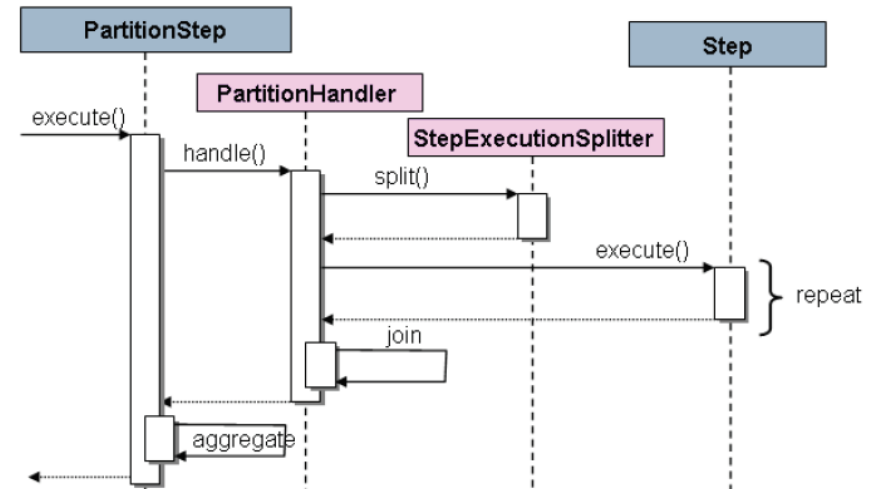 PartitionStep
Step
PartitionHandler
execute()
StepExecutionSplitter
handle()
split()
execute()
repeat
join
aggregate